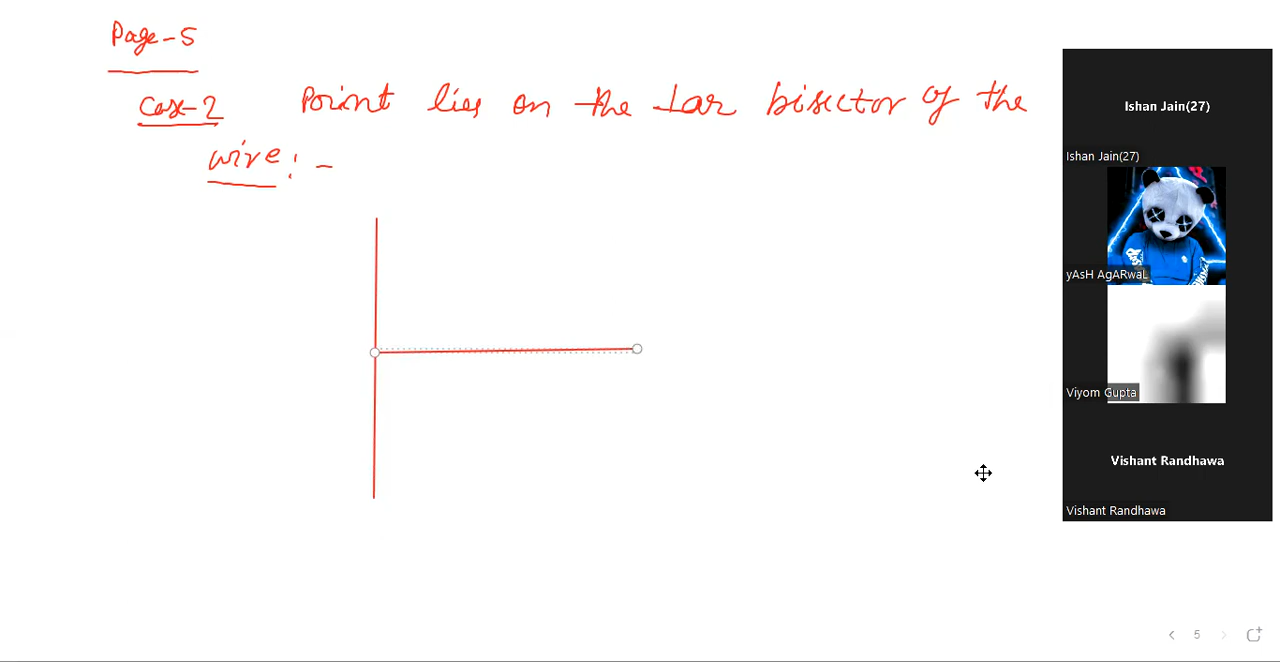 Page-5
Case-2 Point lies on the ⊥ar bisector of the
wire:-
Ishan Jain(27)
Ishan Jain(27)
yAsH AgARwaL
Viyom Gupta
Vishant Randhawa
Vishant Randhawa
5